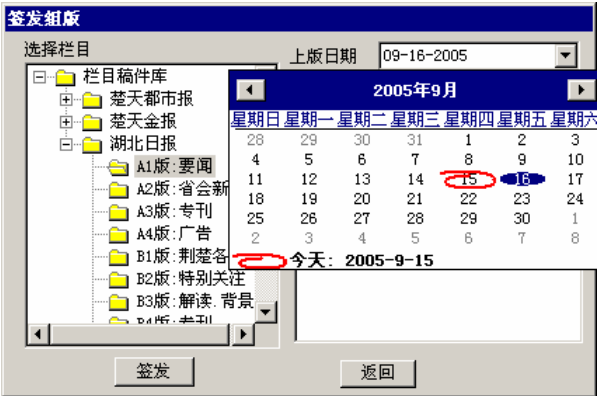 签发组版
选择栏目
上版日期 09-16-2005
栏目稿件库
楚天都市报
楚天金报
湖北日报
A1版:要闻
A2版:省会新
A3版:专刊
A4版:广告
B1版:荆楚各
B2版:特别关注
B3版:解读.背景
B4版:专刊
2005年9月
星期日 星期一 星期二 星期三 星期四 星期五 星期六
28 29 30 31 1 2 3
4 5 6 7 8 9 10
11 12 13 14 15 16 17
18 19 20 21 22 23 24
25 26 27 28 29 30 1
2 3 4 5 6 7 8
今天: 2005-9-15
签发
返回